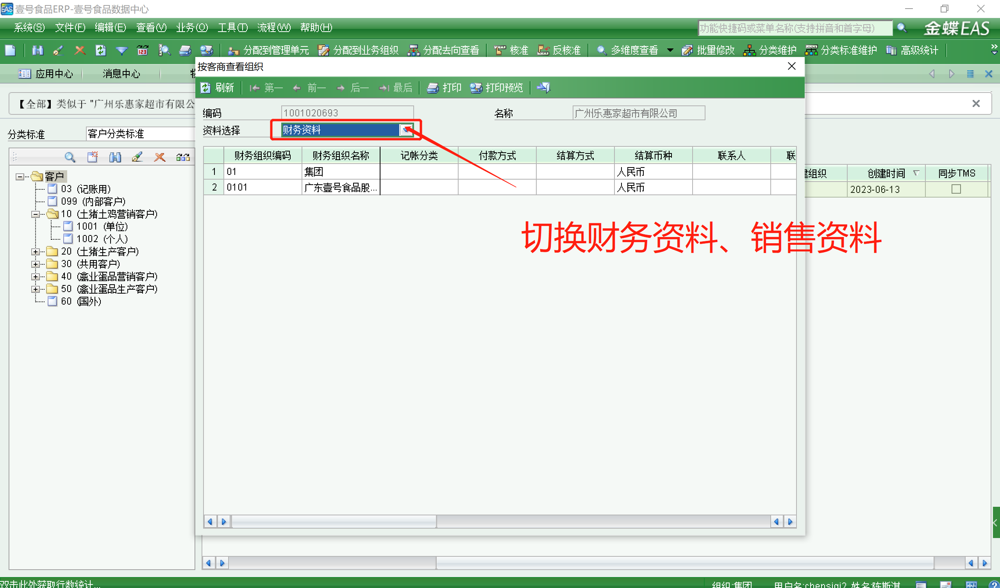 EAS 壹号食品ERP-壹号食品数据中心
系统(S) 文件(F) 编辑(E) 查看(V) 业务(O) 工具(T) 流程(W) 帮助(H) 功能快捷码或菜单名称(支持拼音和首字母) 金蝶EAS
分配到管理单元 分配到业务组织 分配去向查看 核准 反核准 多维度查看 批量修改 分类维护 分类标准维护 高级统计
应用中心 消息中心
按客商查看组织
刷新 第一 前一 后一 最后 打印 打印预览
【全部】类似于 "广州乐惠家超市有限公
编码 1001020693 名称 广州乐惠家超市有限公司
资料选择 财务资料
分类标准 客户分类标准
财务组织编码 财务组织名称 记帐分类 付款方式 结算方式 结算币种 联系人 联
1 01 集团 人民币
2 0101 广东壹号食品股... 人民币
组织 创建时间 同步TMS
2023-06-13
客户
03 (记账用)
099 (内部客户)
10 (土猪土鸡营销客户)
1001 (单位)
1002 (个人)
20 (土猪生产客户)
30 (共用客户)
40 (禽业蛋品营销客户)
50 (禽业蛋品生产客户)
60 (国外)
切换财务资料、销售资料
双击此处获取行数统计...
组织:集团 用户名:chensiqi2 姓名:陈斯淇